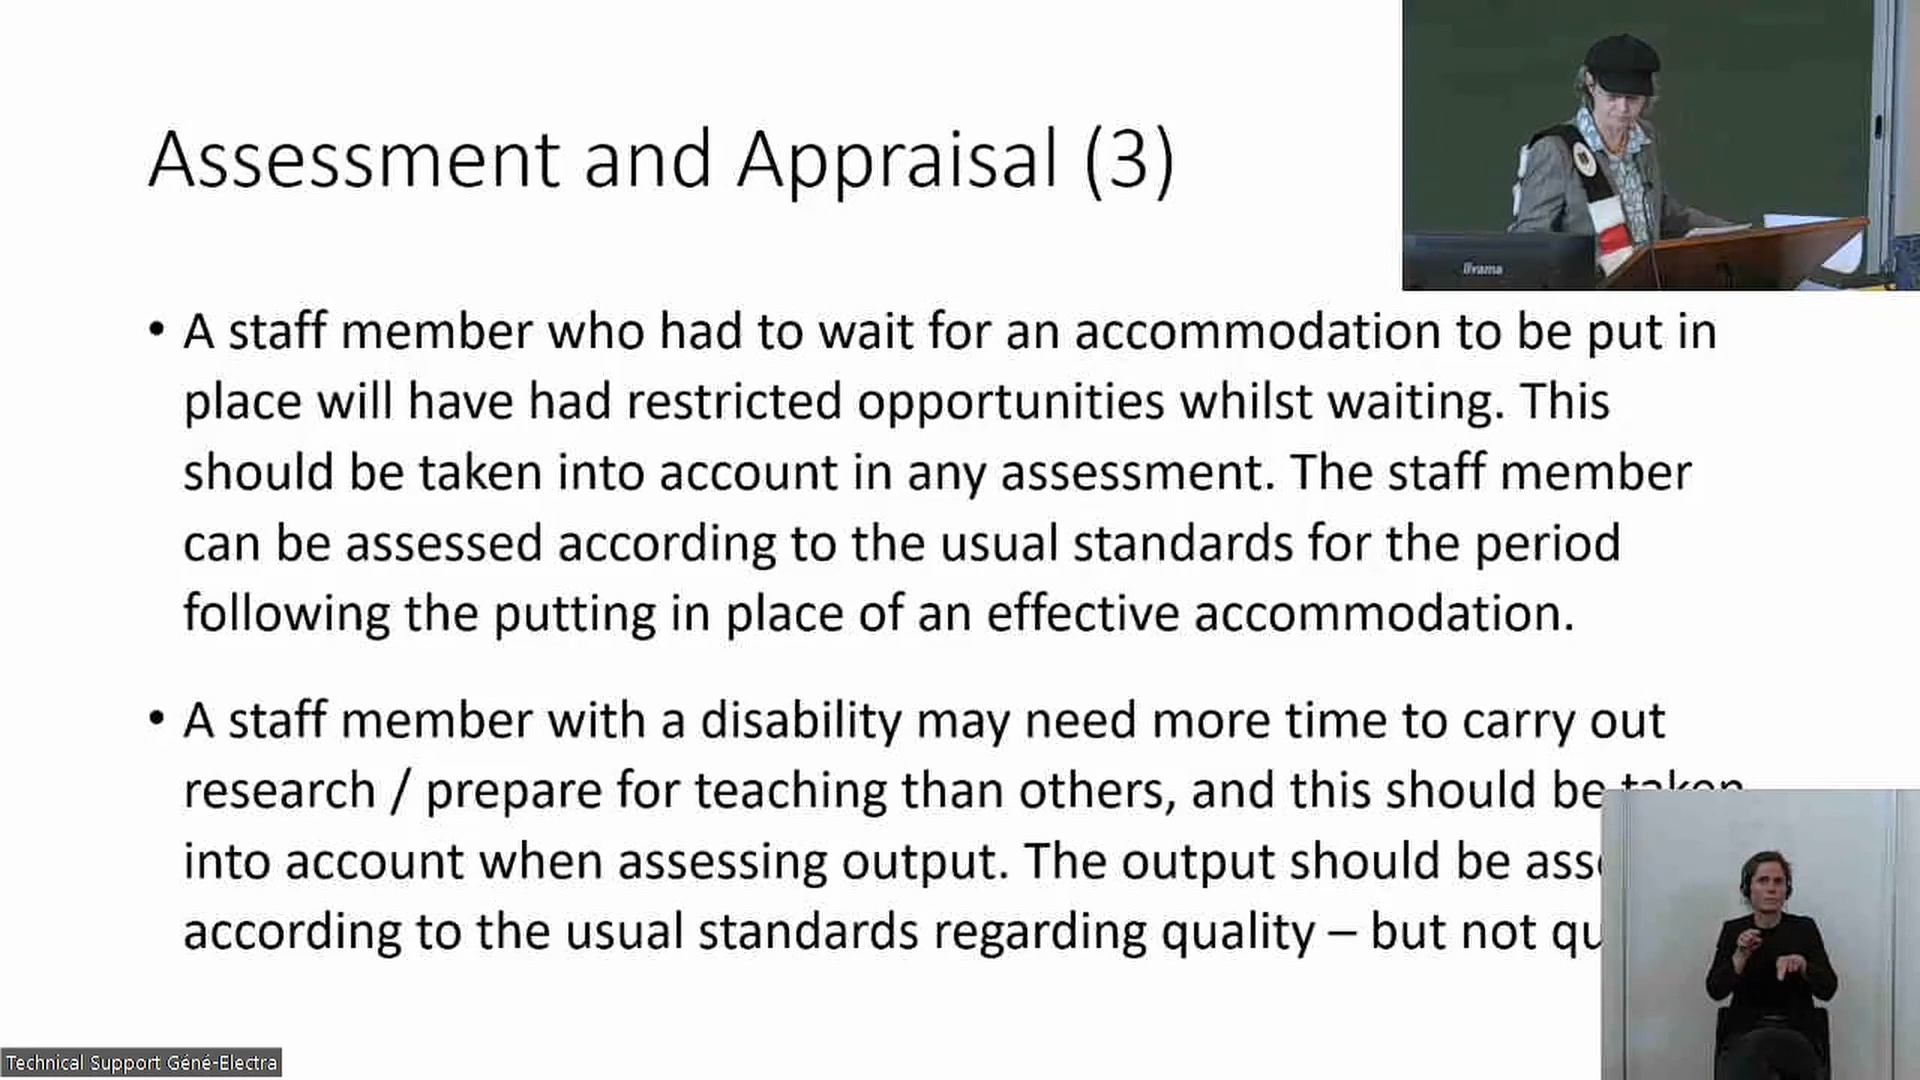 Assessment and Appraisal (3)
• A staff member who had to wait for an accommodation to be put in
place will have had restricted opportunities whilst waiting. This
should be taken into account in any assessment. The staff member
can be assessed according to the usual standards for the period
following the putting in place of an effective accommodation.
• A staff member with a disability may need more time to carry out
research / prepare for teaching than others, and this should be taken
into account when assessing output. The output should be
according to the usual standards regarding quality – but not
iiyama
Technical Support Géné-Electra